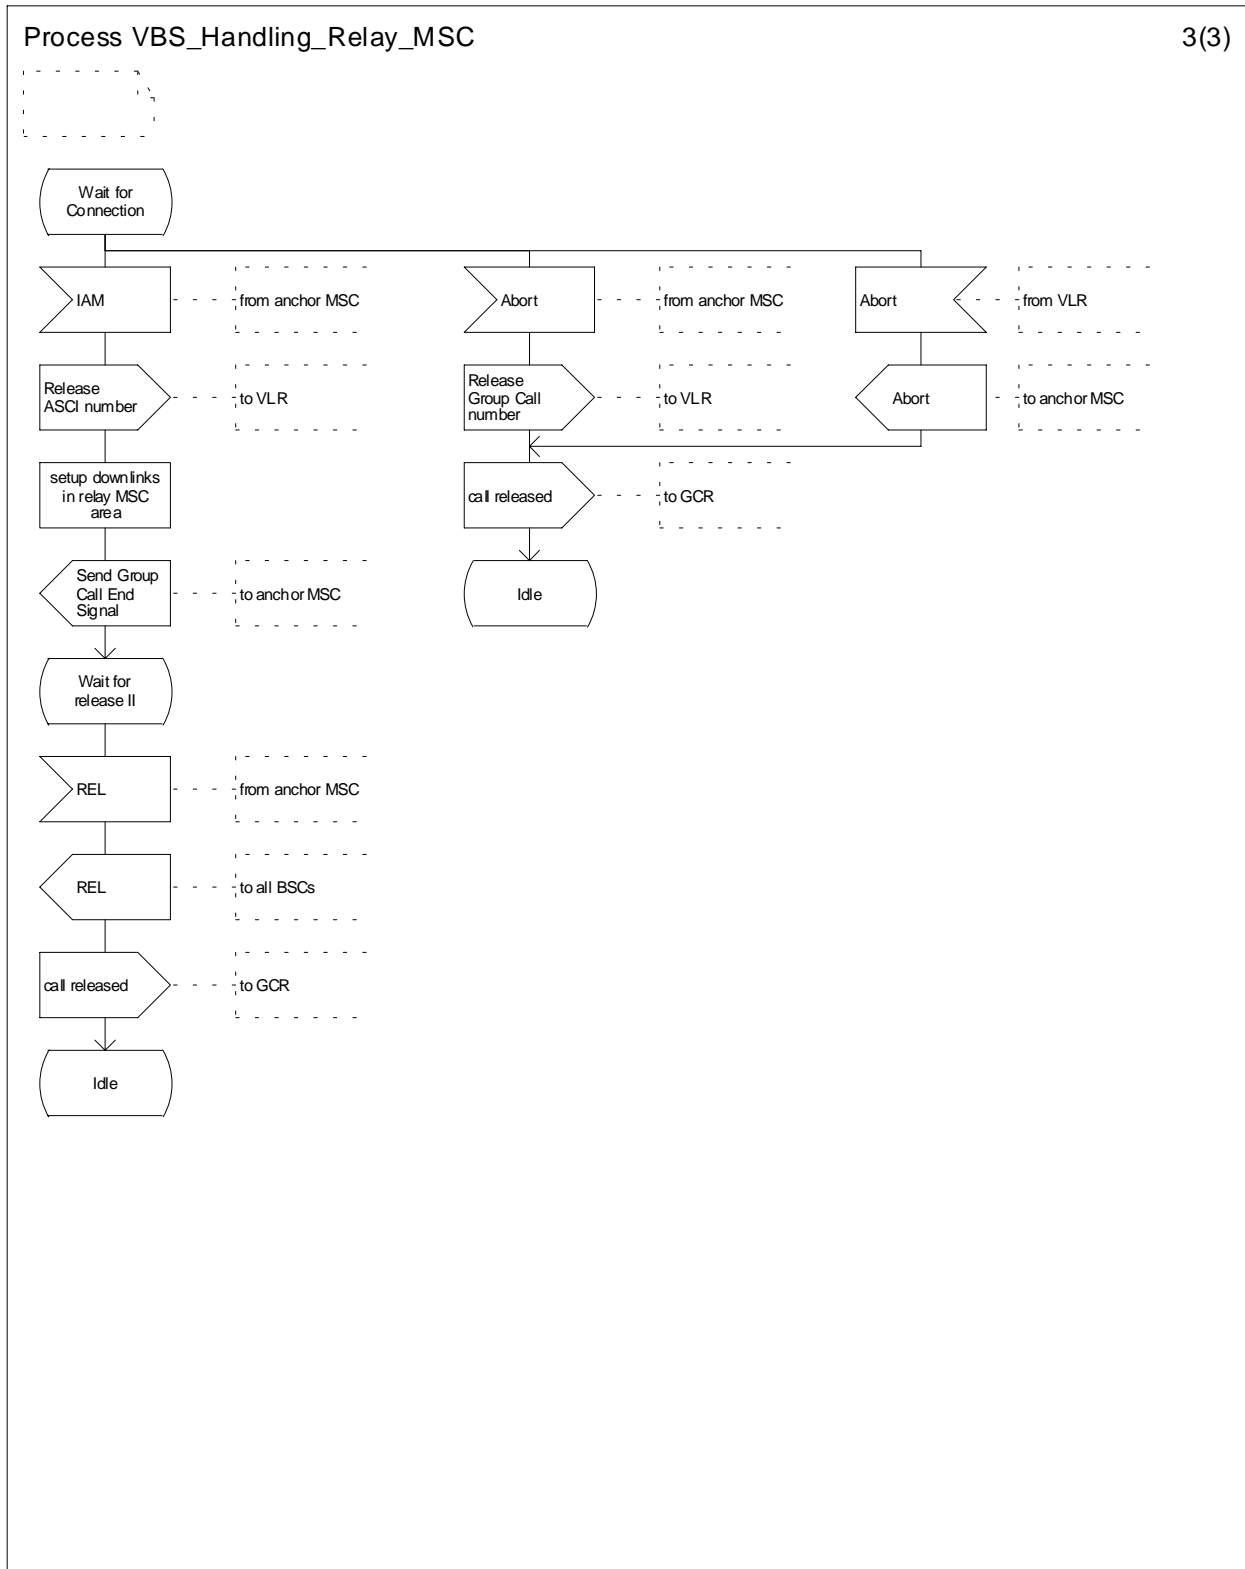 Process VBS_Handling_Relay_MSC
3(3)
Wait for
Connection
IAM
from anchor MSC
Abort
from anchor MSC
Abort
from VLR
Release
ASCI number
to VLR
Release
Group Call
number
to VLR
Abort
to anchor MSC
setup downlinks
in relay MSC
area
call released
to GCR
Send Group
Call End
Signal
to anchor MSC
Idle
Wait for
release II
REL
from anchor MSC
REL
to all BSCs
call released
to GCR
Idle